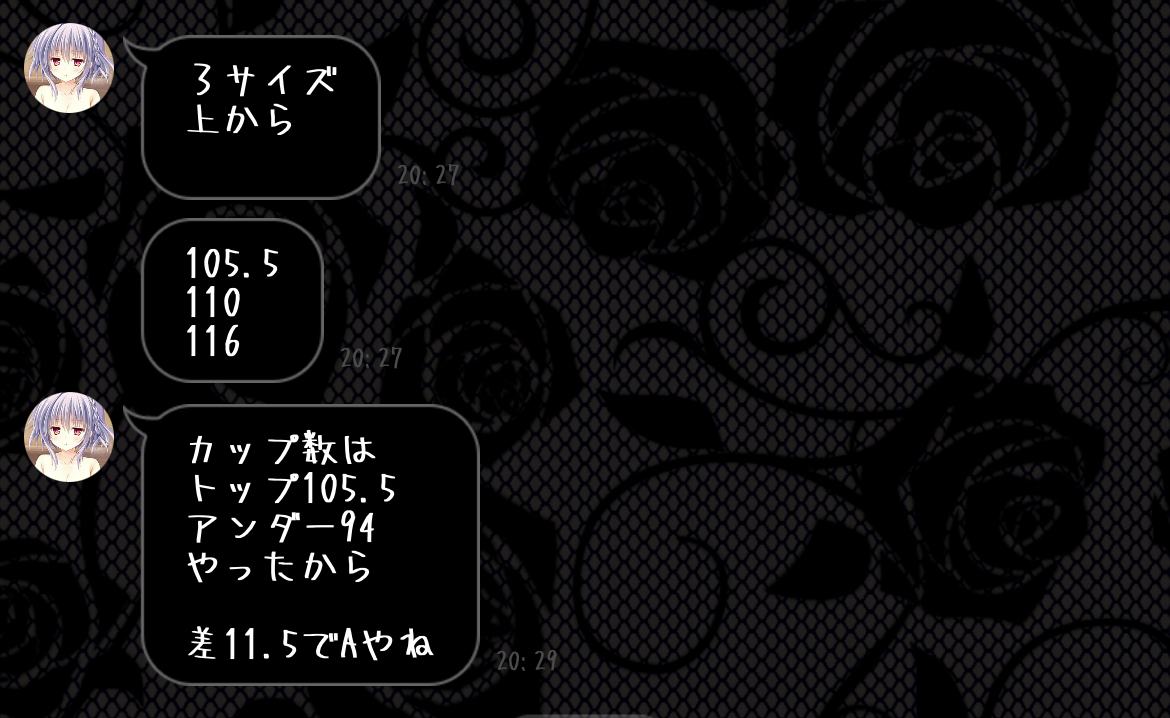 ３サイズ
上から
20:27
105.5
110
116
20:27
カップ数は
トップ105.5
アンダー94
やったから
差11.5でAやね
20:29